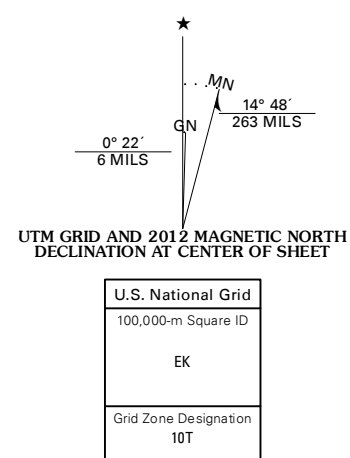 MN
GN
14° 48´
263 MILS
0° 22´
6 MILS
UTM GRID AND 2012 MAGNETIC NORTH
DECLINATION AT CENTER OF SHEET
U.S. National Grid
100,000-m Square ID
EK
Grid Zone Designation
10T